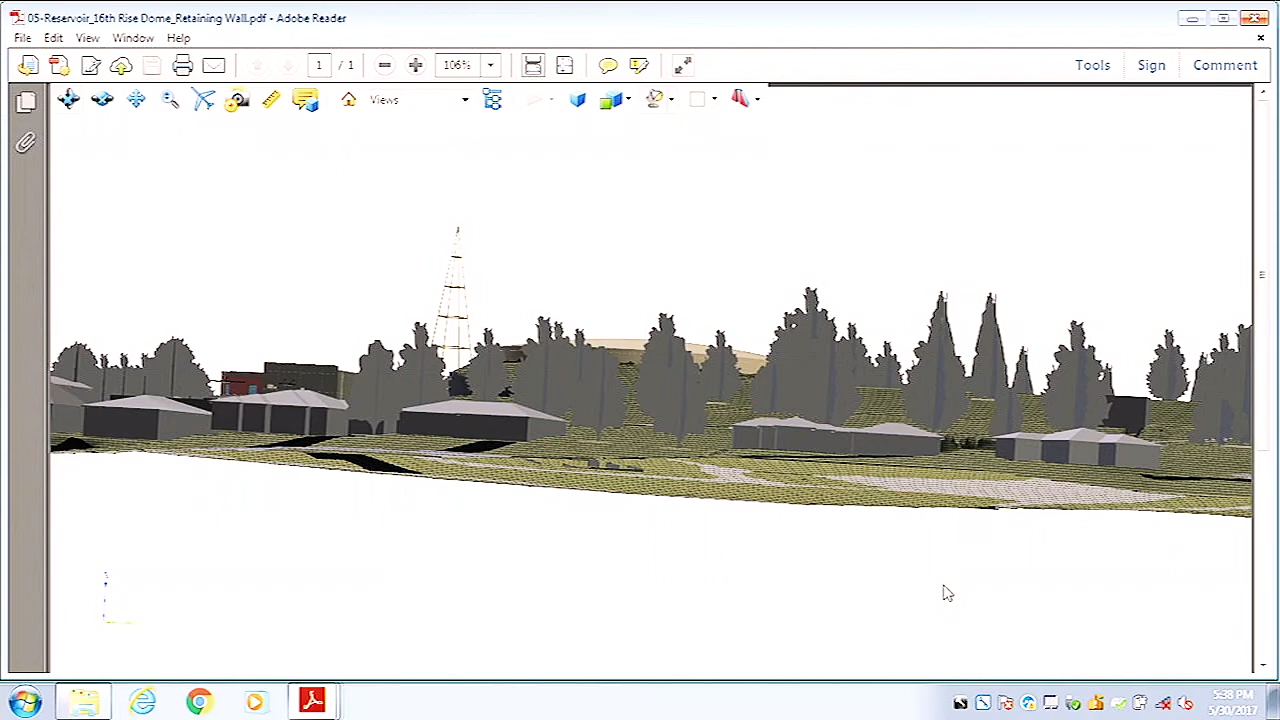 05-Reservoir_16th Rise Dome_Retaining Wall.pdf - Adobe Reader
File Edit View Window Help
1 / 1 106% Tools Sign Comment
Views
5:38 PM
5/30/2017